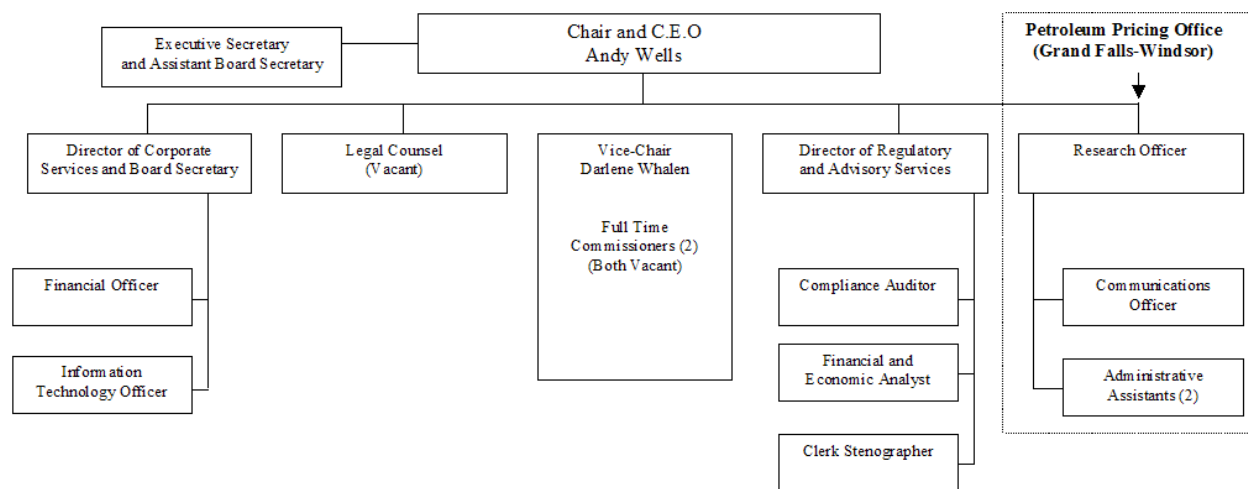 Executive Secretary
and Assistant Board Secretary
Chair and C.E.O
Andy Wells
Petroleum Pricing Office
(Grand Falls-Windsor)
Director of Corporate
Services and Board Secretary
Legal Counsel
(Vacant)
Vice-Chair
Darlene Whalen
Full Time
Commissioners (2)
(Both Vacant)
Director of Regulatory
and Advisory Services
Research Officer
Financial Officer
Information
Technology Officer
Compliance Auditor
Financial and
Economic Analyst
Clerk Stenographer
Communications
Officer
Administrative
Assistants (2)